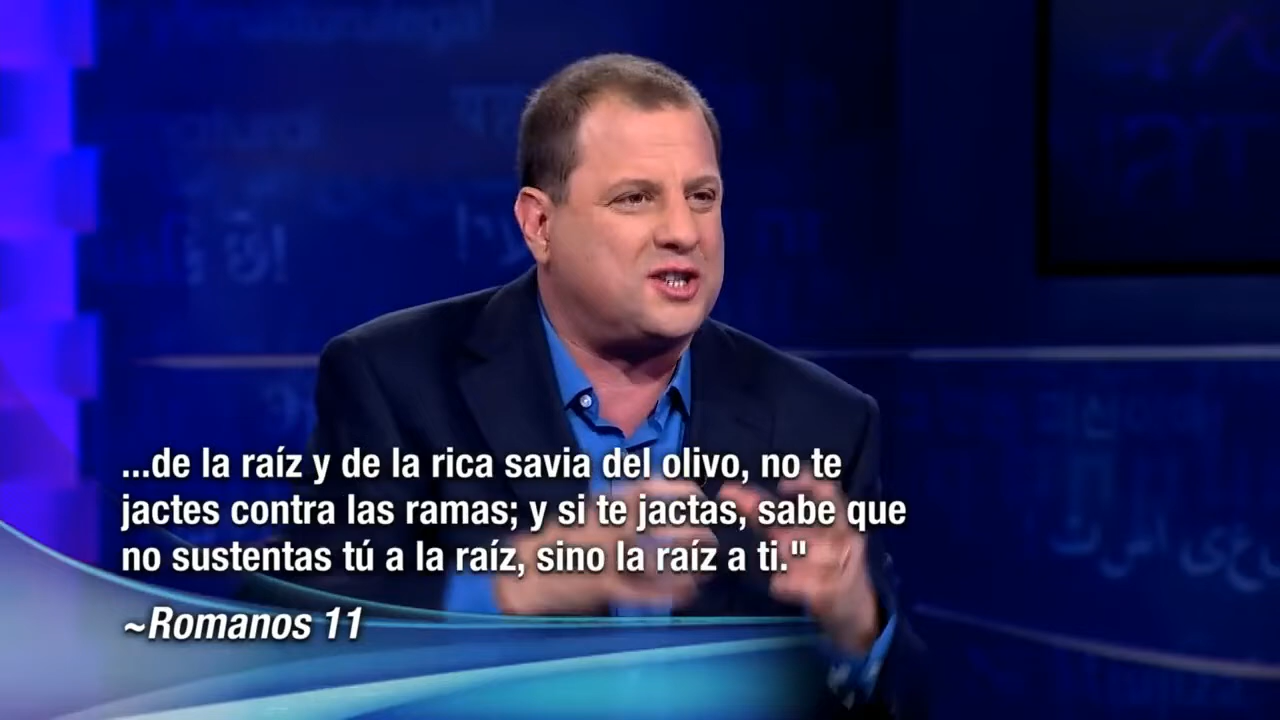 ...de la raíz y de la rica savia del olivo, no te
jactes contra las ramas; y si te jactas, sabe que
no sustentas tú a la raíz, sino la raíz a ti."
~Romanos 11